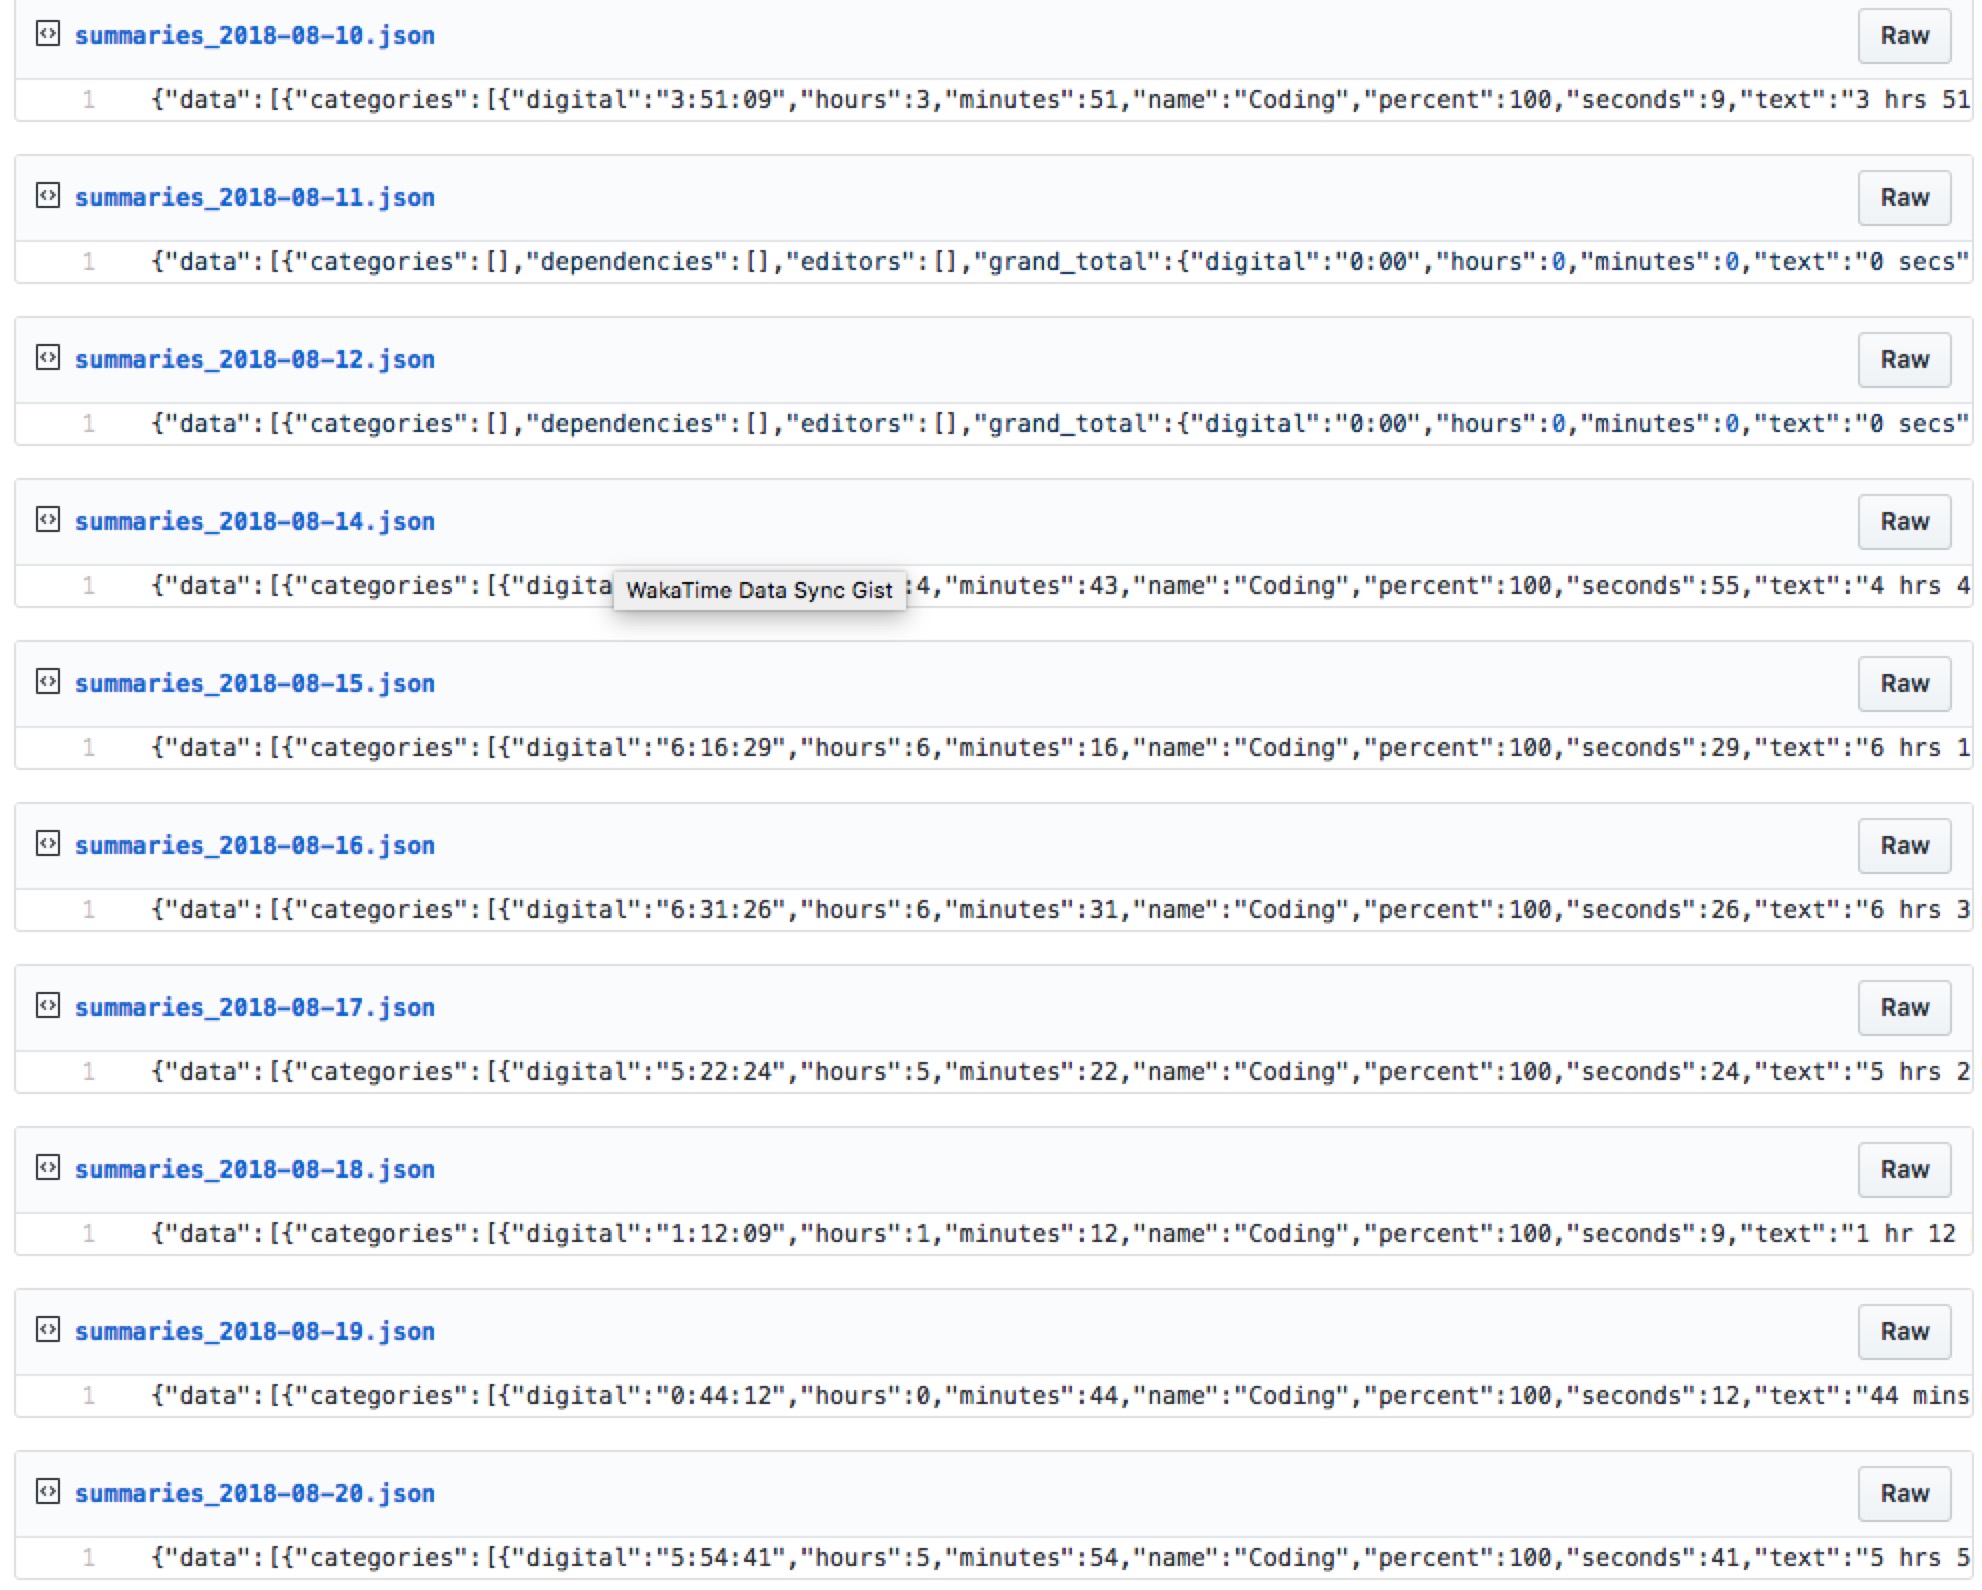 summaries_2018-08-10.json Raw
1 {"data":[{"categories":[{"digital":"3:51:09","hours":3,"minutes":51,"name":"Coding","percent":100,"seconds":9,"text":"3 hrs 51
summaries_2018-08-11.json Raw
1 {"data":[{"categories":[],"dependencies":[],"editors":[],"grand_total":{"digital":"0:00","hours":0,"minutes":0,"text":"0 secs"
summaries_2018-08-12.json Raw
1 {"data":[{"categories":[],"dependencies":[],"editors":[],"grand_total":{"digital":"0:00","hours":0,"minutes":0,"text":"0 secs"
summaries_2018-08-14.json Raw
1 {"data":[{"categories":[{"digita WakaTime Data Sync Gist :4,"minutes":43,"name":"Coding","percent":100,"seconds":55,"text":"4 hrs 4
summaries_2018-08-15.json Raw
1 {"data":[{"categories":[{"digital":"6:16:29","hours":6,"minutes":16,"name":"Coding","percent":100,"seconds":29,"text":"6 hrs 1
summaries_2018-08-16.json Raw
1 {"data":[{"categories":[{"digital":"6:31:26","hours":6,"minutes":31,"name":"Coding","percent":100,"seconds":26,"text":"6 hrs 3
summaries_2018-08-17.json Raw
1 {"data":[{"categories":[{"digital":"5:22:24","hours":5,"minutes":22,"name":"Coding","percent":100,"seconds":24,"text":"5 hrs 2
summaries_2018-08-18.json Raw
1 {"data":[{"categories":[{"digital":"1:12:09","hours":1,"minutes":12,"name":"Coding","percent":100,"seconds":9,"text":"1 hr 12
summaries_2018-08-19.json Raw
1 {"data":[{"categories":[{"digital":"0:44:12","hours":0,"minutes":44,"name":"Coding","percent":100,"seconds":12,"text":"44 mins
summaries_2018-08-20.json Raw
1 {"data":[{"categories":[{"digital":"5:54:41","hours":5,"minutes":54,"name":"Coding","percent":100,"seconds":41,"text":"5 hrs 5